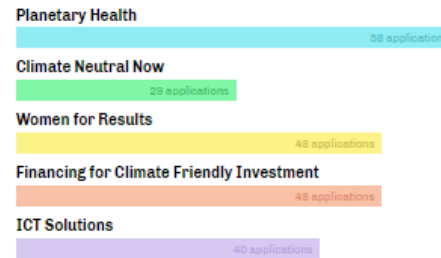 Planetary Health
58 application
Climate Neutral Now
29 applications
Women for Results
48 applications
Financing for Climate Friendly Investment
48 applications
ICT Solutions
40 applications